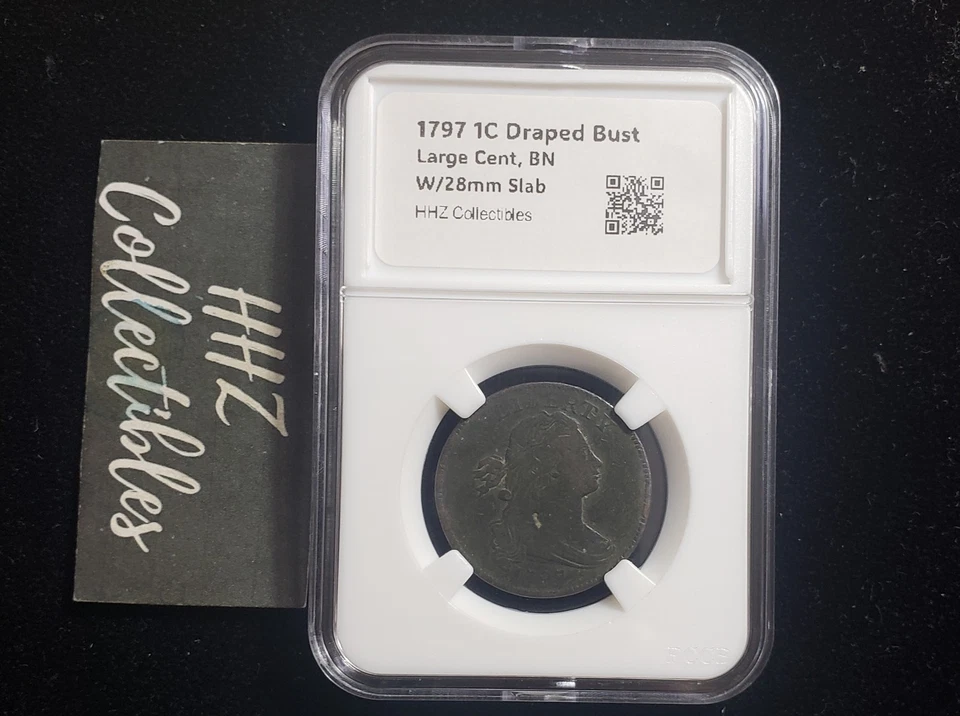 1797 1C Draped Bust
Large Cent, BN
W/28mm Slab
HHZ Collectibles
HHZ
Collectibles